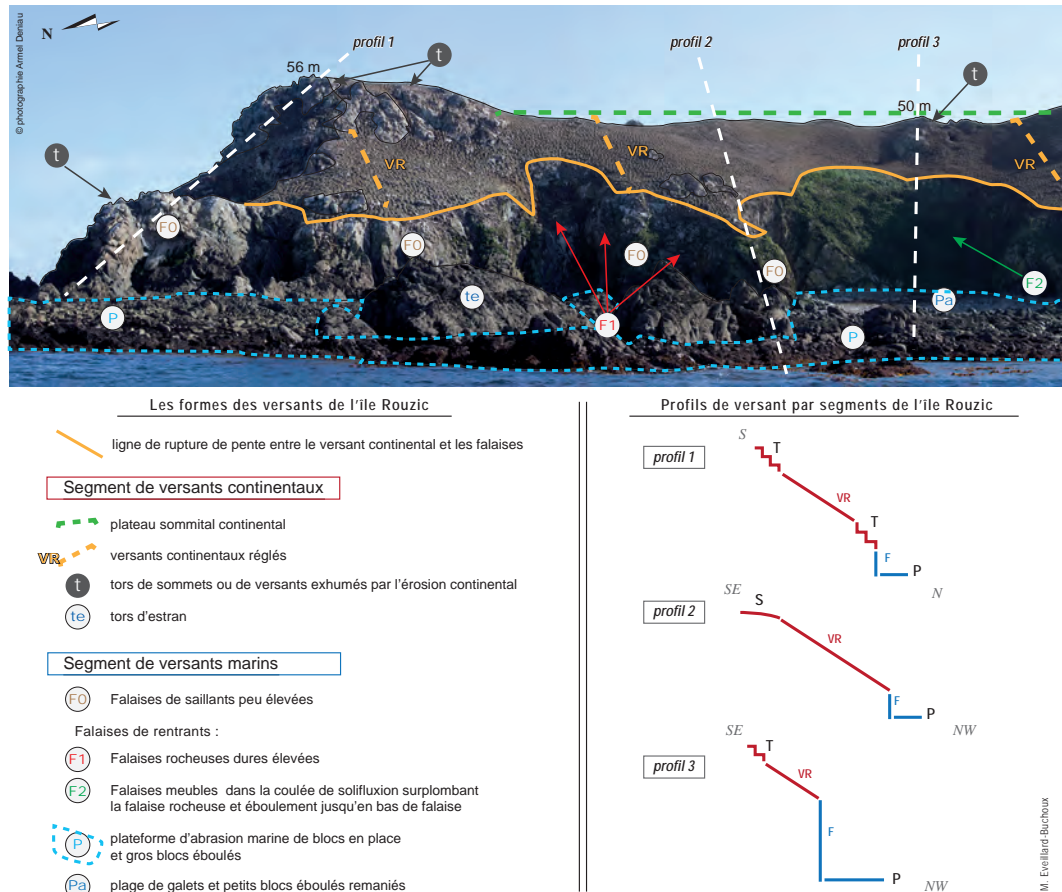 © photographie Armel Deniau
N
profil 1
profil 2
profil 3
56 m
t
50 m
t
t
VR
VR
VR
F0
F0
F0
F0
te
F1
F2
Pa
P
P
Les formes des versants de l'île Rouzic
ligne de rupture de pente entre le versant continental et les falaises
Segment de versants continentaux
plateau sommital continental
VR versants continentaux réglés
t tors de sommets ou de versants exhumés par l'érosion continental
te tors d'estran
Segment de versants marins
F0 Falaises de saillants peu élevées
Falaises de rentrants :
F1 Falaises rocheuses dures élevées
F2 Falaises meubles dans la coulée de solifluxion surplombant
la falaise rocheuse et éboulement jusqu'en bas de falaise
P plateforme d'abrasion marine de blocs en place
et gros blocs éboulés
Pa plage de galets et petits blocs éboulés remaniés
Profils de versant par segments de l'île Rouzic
profil 1
S
T
VR
T
F
P
N
profil 2
SE
S
VR
F
P
NW
profil 3
SE
T
VR
F
P
NW
M. Eveillard-Buchoux